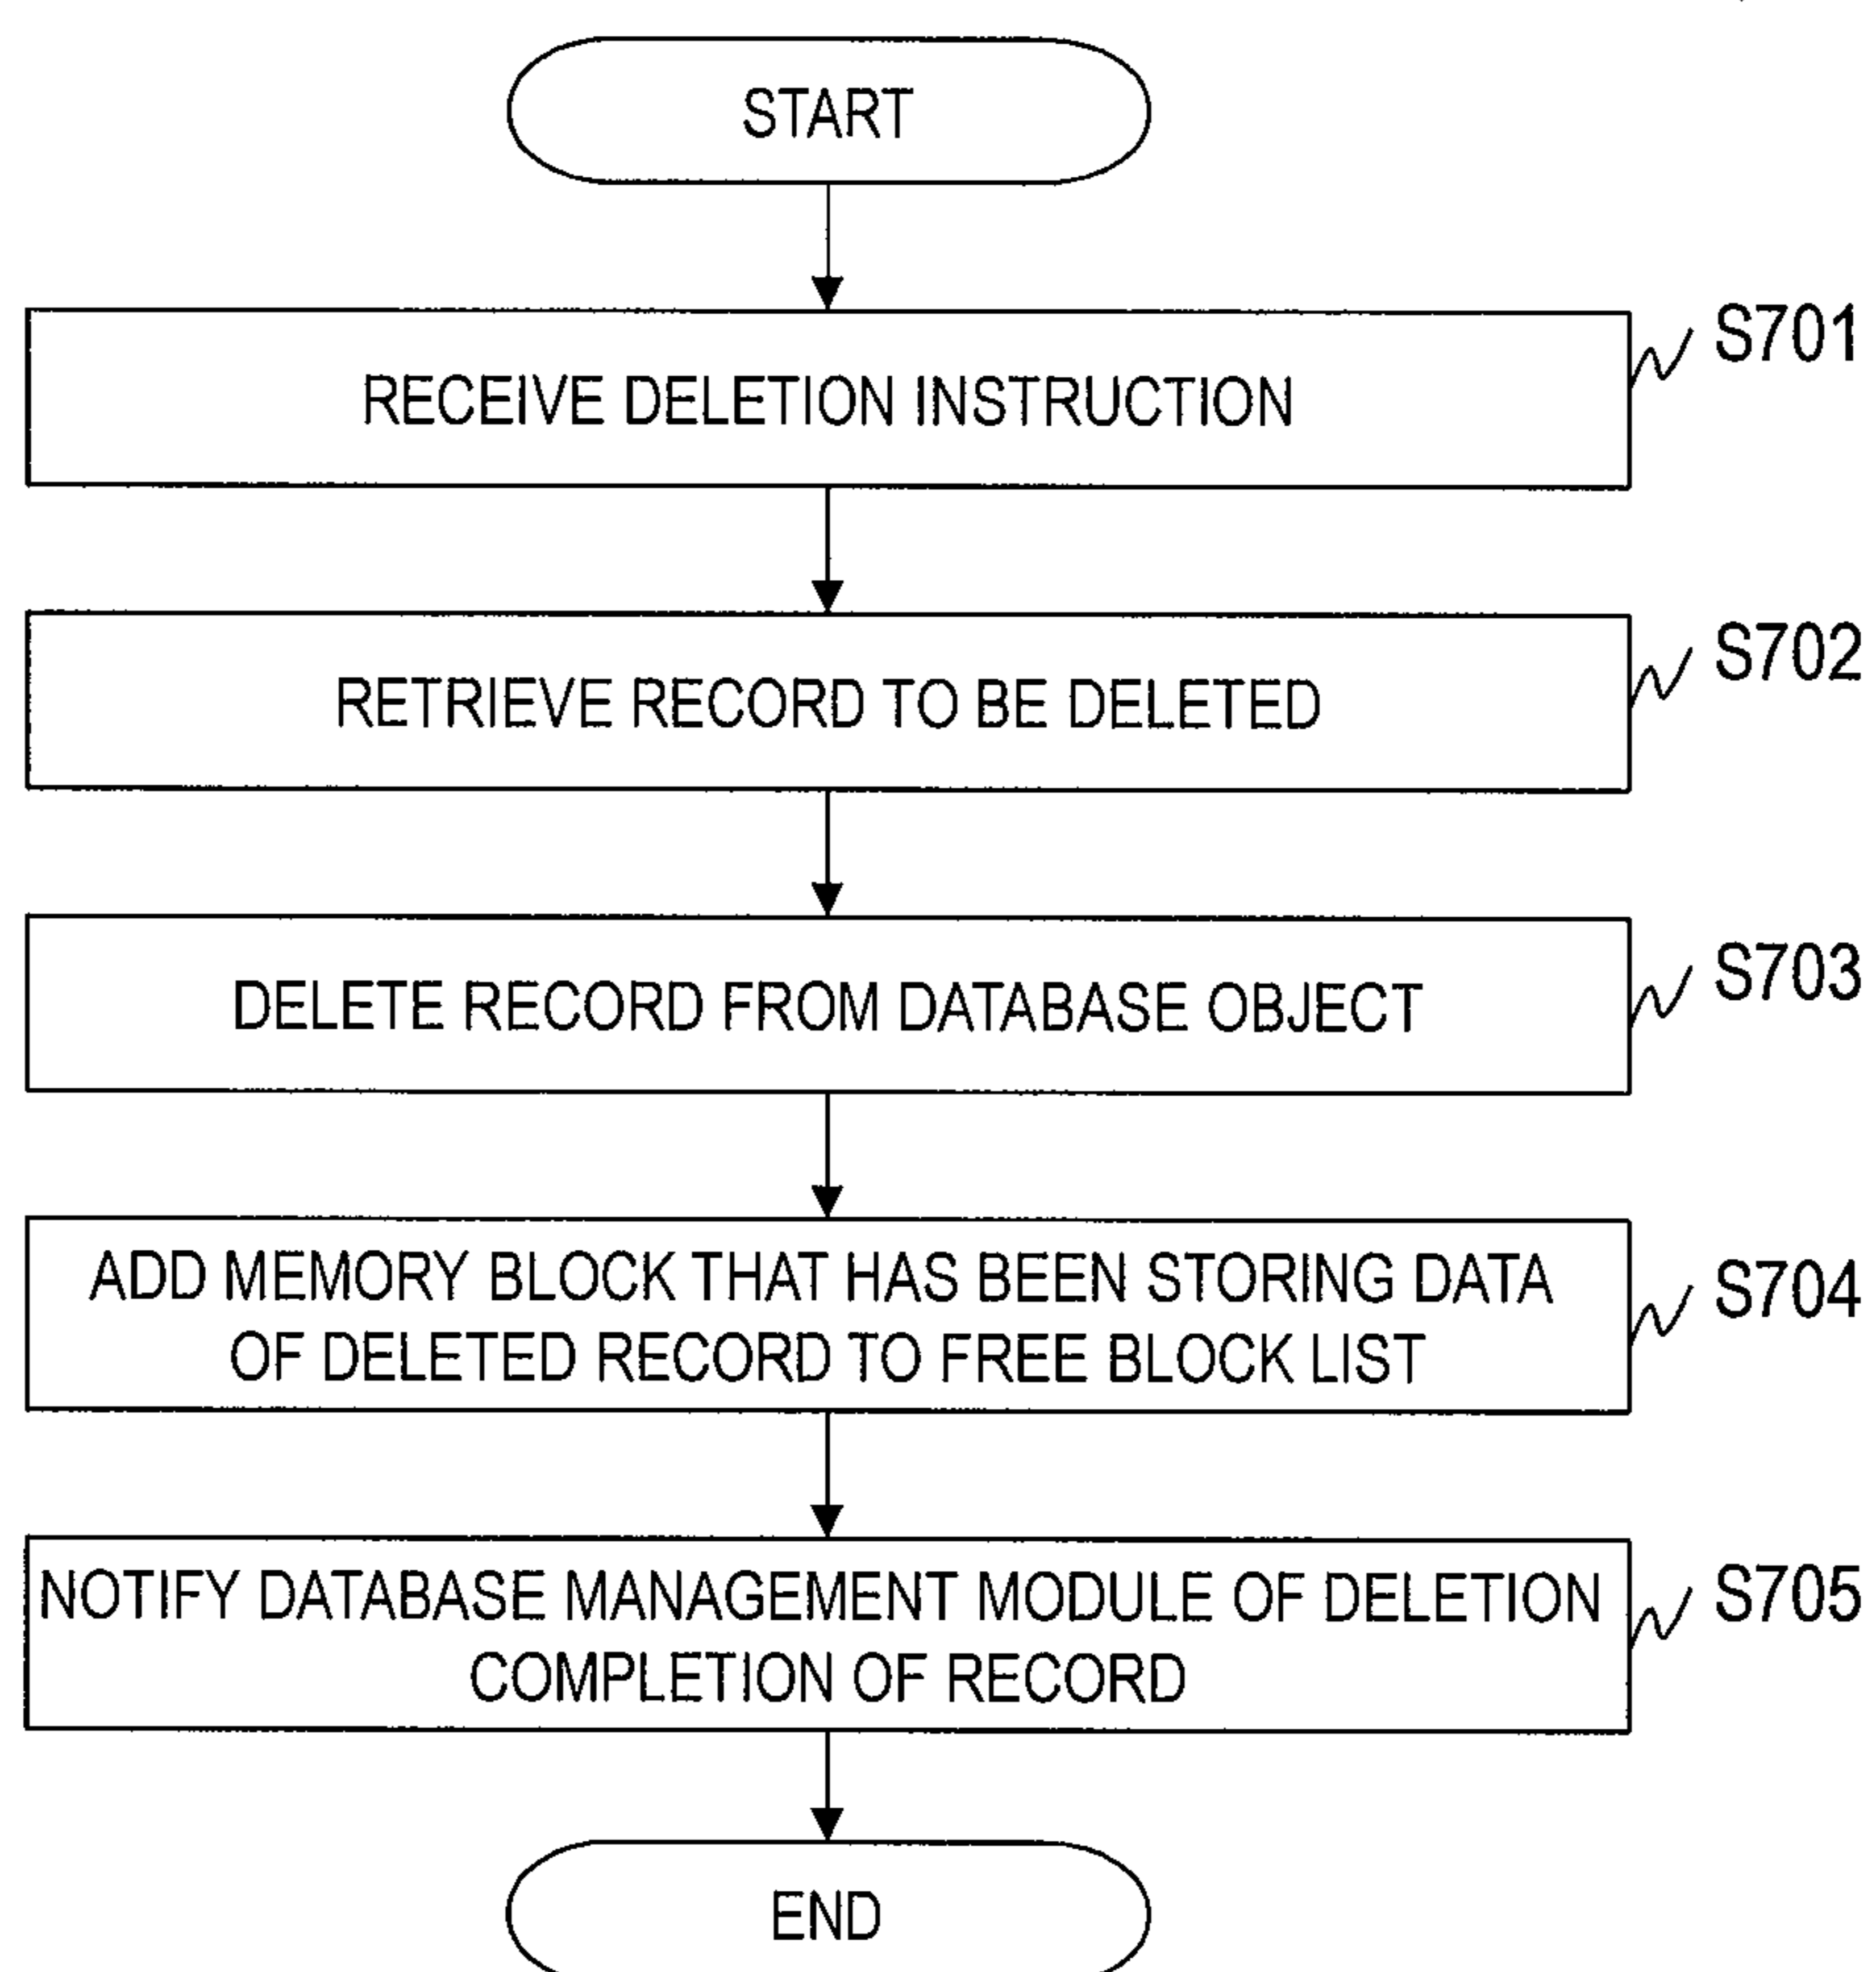 START
S701
RECEIVE DELETION INSTRUCTION
S702
RETRIEVE RECORD TO BE DELETED
S703
DELETE RECORD FROM DATABASE OBJECT
S704
ADD MEMORY BLOCK THAT HAS BEEN STORING DATA
OF DELETED RECORD TO FREE BLOCK LIST
S705
NOTIFY DATABASE MANAGEMENT MODULE OF DELETION
COMPLETION OF RECORD
END